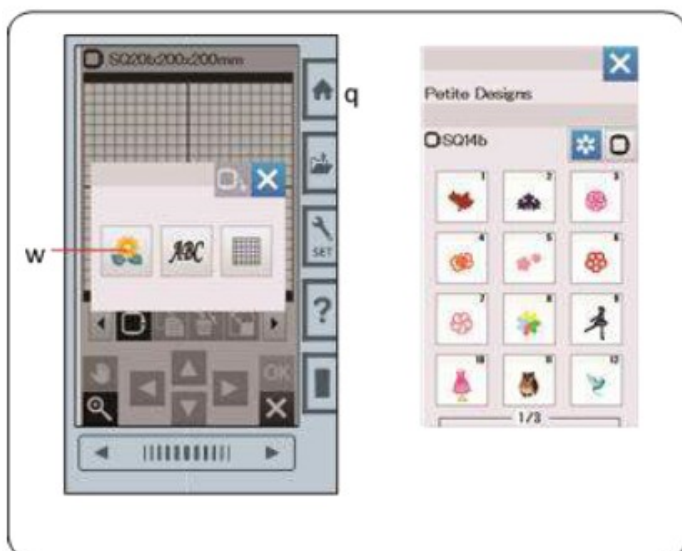 SQ20b200x200mm
q
w
ABC
SET
?
OK
Petite Designs
SQ14b
1 2 3
4 5 6
7 8 9
10 11 12
1/3